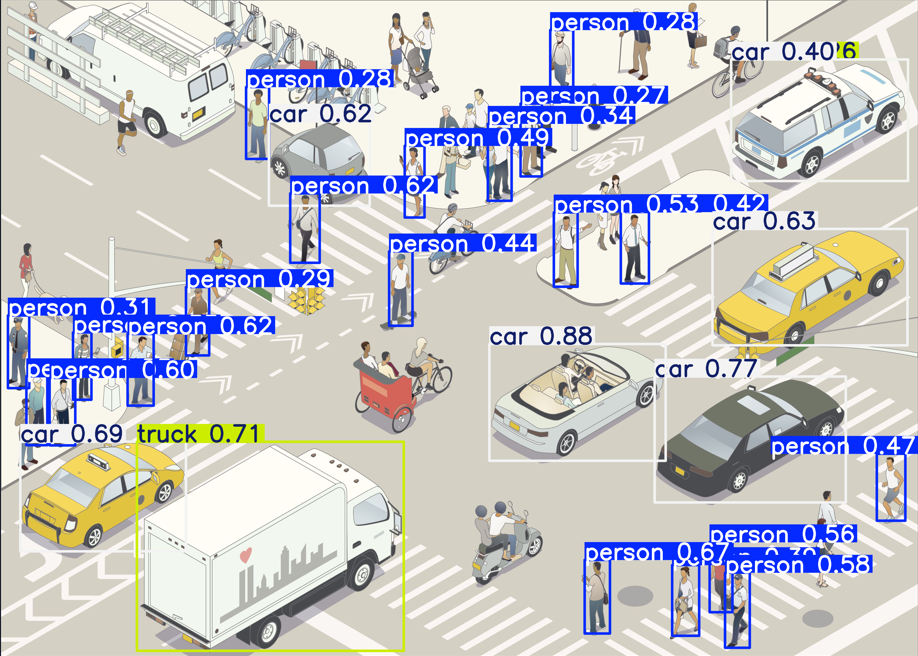 person 0.28
car 0.406
person 0.28
person 0.27
car 0.62
person 0.34
person 0.49
person 0.62
person 0.53
0.42
car 0.63
person 0.44
person 0.29
person 0.31
pers
person 0.62
car 0.88
pe
person 0.60
car 0.77
car 0.69
truck 0.71
person 0.47
person 0.56
person 0.67
person 0.58